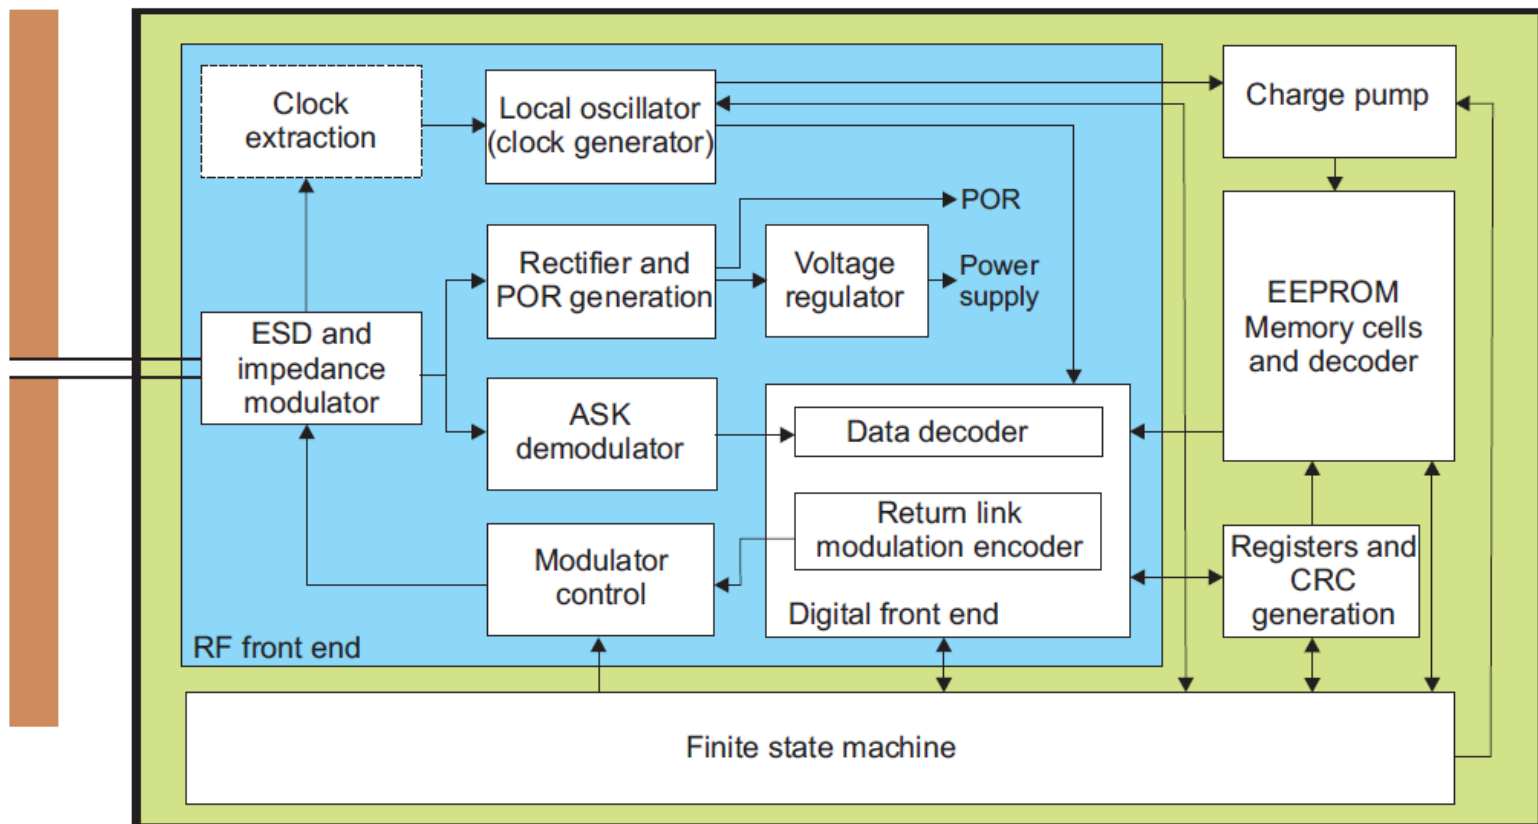 Clock
extraction
Local oscillator
(clock generator)
Charge pump
POR
Rectifier and
POR generation
Voltage
regulator
Power
supply
EEPROM
Memory cells
and decoder
ESD and
impedance
modulator
ASK
demodulator
Data decoder
Return link
modulation encoder
Modulator
control
Digital front end
Registers and
CRC
generation
RF front end
Finite state machine